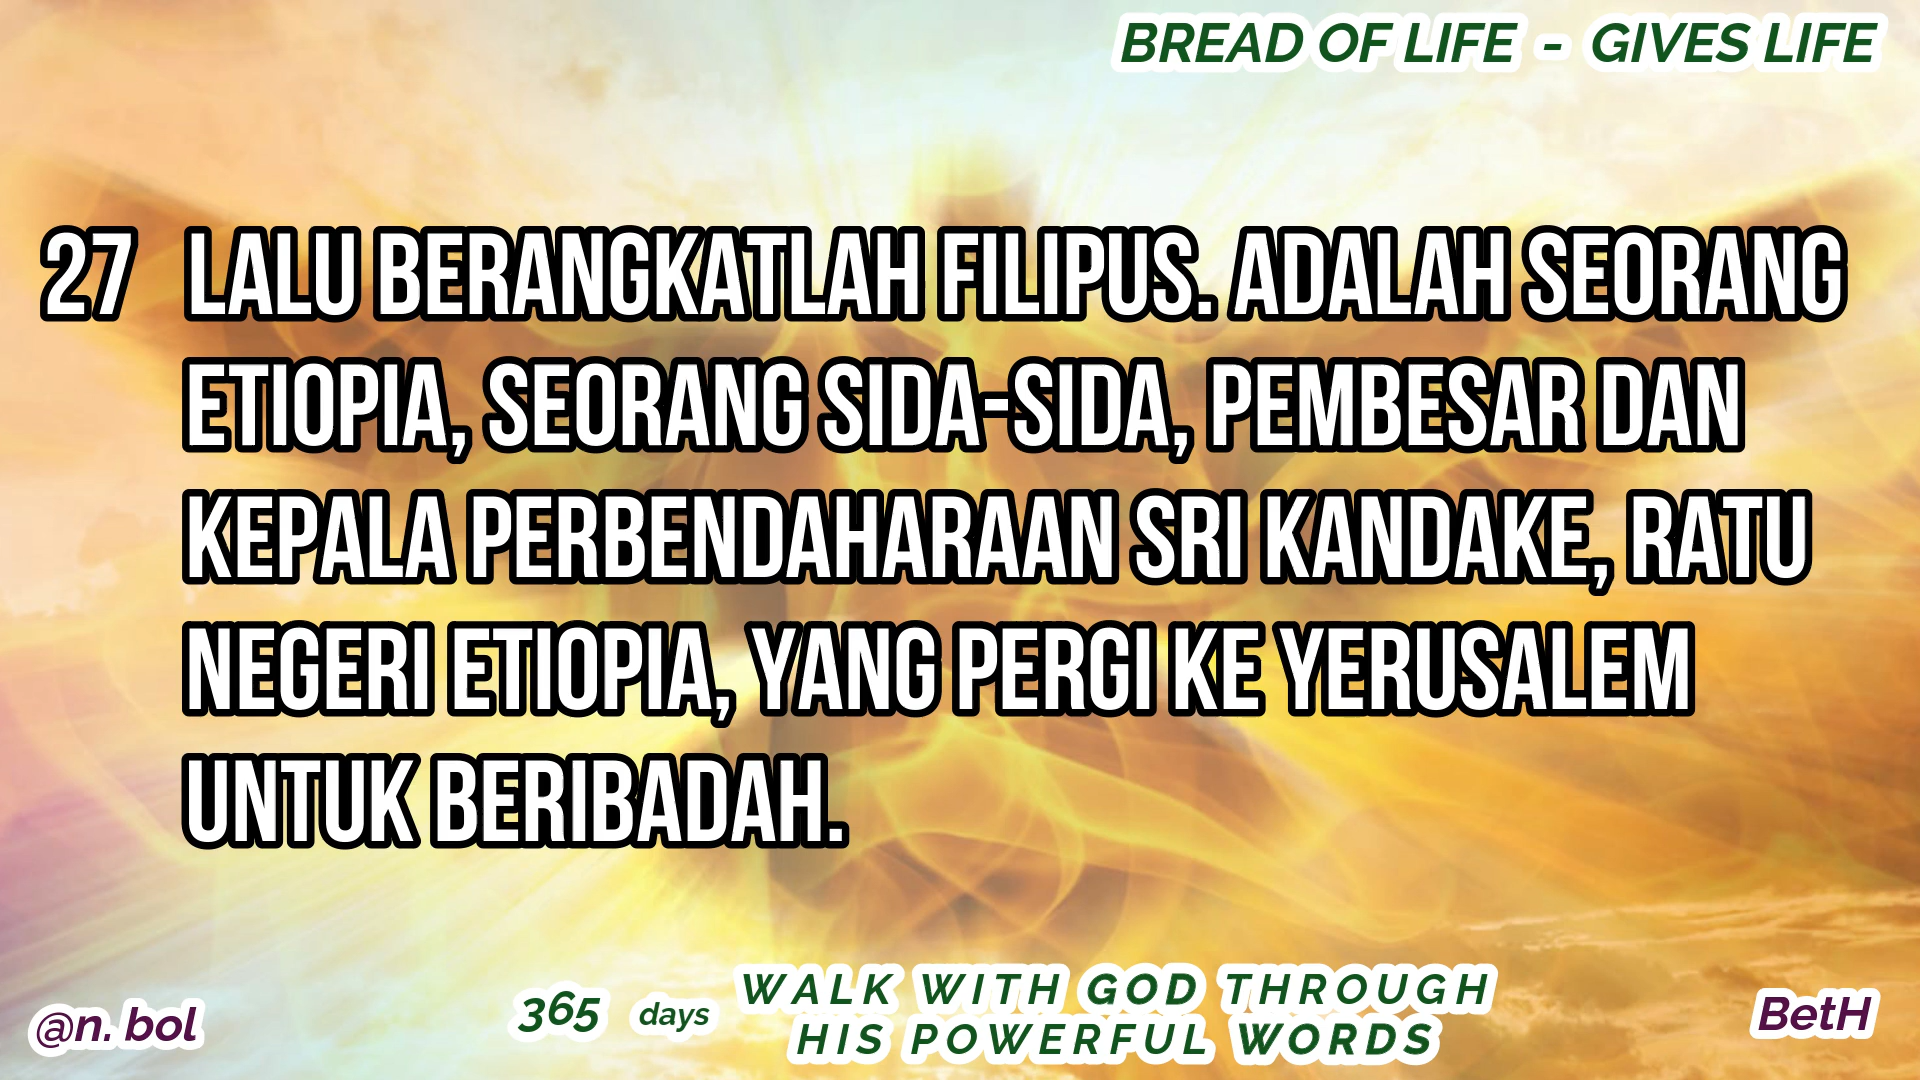 BREAD OF LIFE - GIVES LIFE
27 LALU BERANGKATLAH FILIPUS. ADALAH SEORANG
ETIOPIA, SEORANG SIDA-SIDA, PEMBESAR DAN
KEPALA PERBENDAHARAAN SRI KANDAKE, RATU
NEGERI ETIOPIA, YANG PERGI KE YERUSALEM
UNTUK BERIBADAH.
@n. bol
365 days
WALK WITH GOD THROUGH
HIS POWERFUL WORDS
BetH